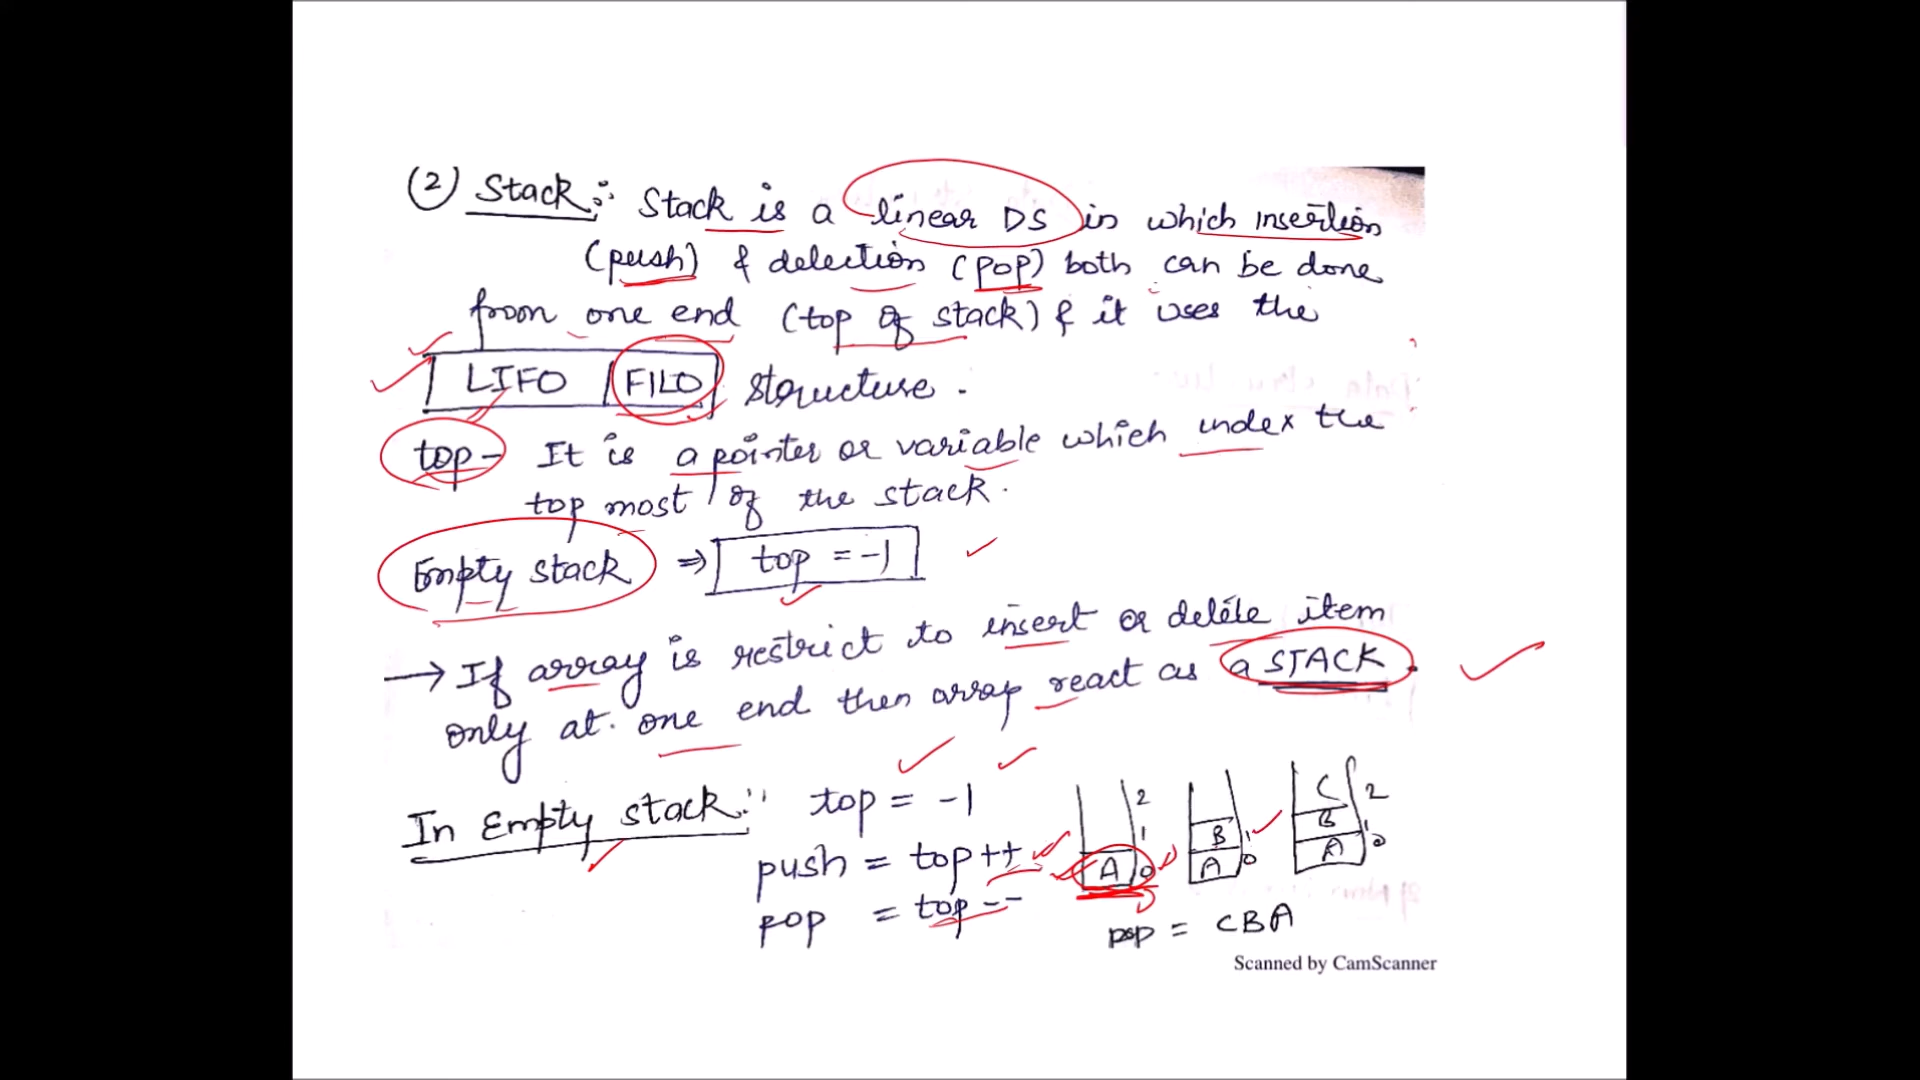 (2) Stack :: Stack is a linear DS in which insertion
(push) & delection (pop) both can be done
from one end (top of stack) & it uses the
LIFO | FILO structure.
top - It is a pointer or variable which index the
top most of the stack.
Empty stack ⇒ top = -1
→ If array is restrict to insert or delete item
only at one end then array react as a STACK.
In Empty stack :: top = -1
push = top++
pop = top--
2
1
A 0
B 1
A 0
C 2
B 1
A 0
pop = CBA
Scanned by CamScanner